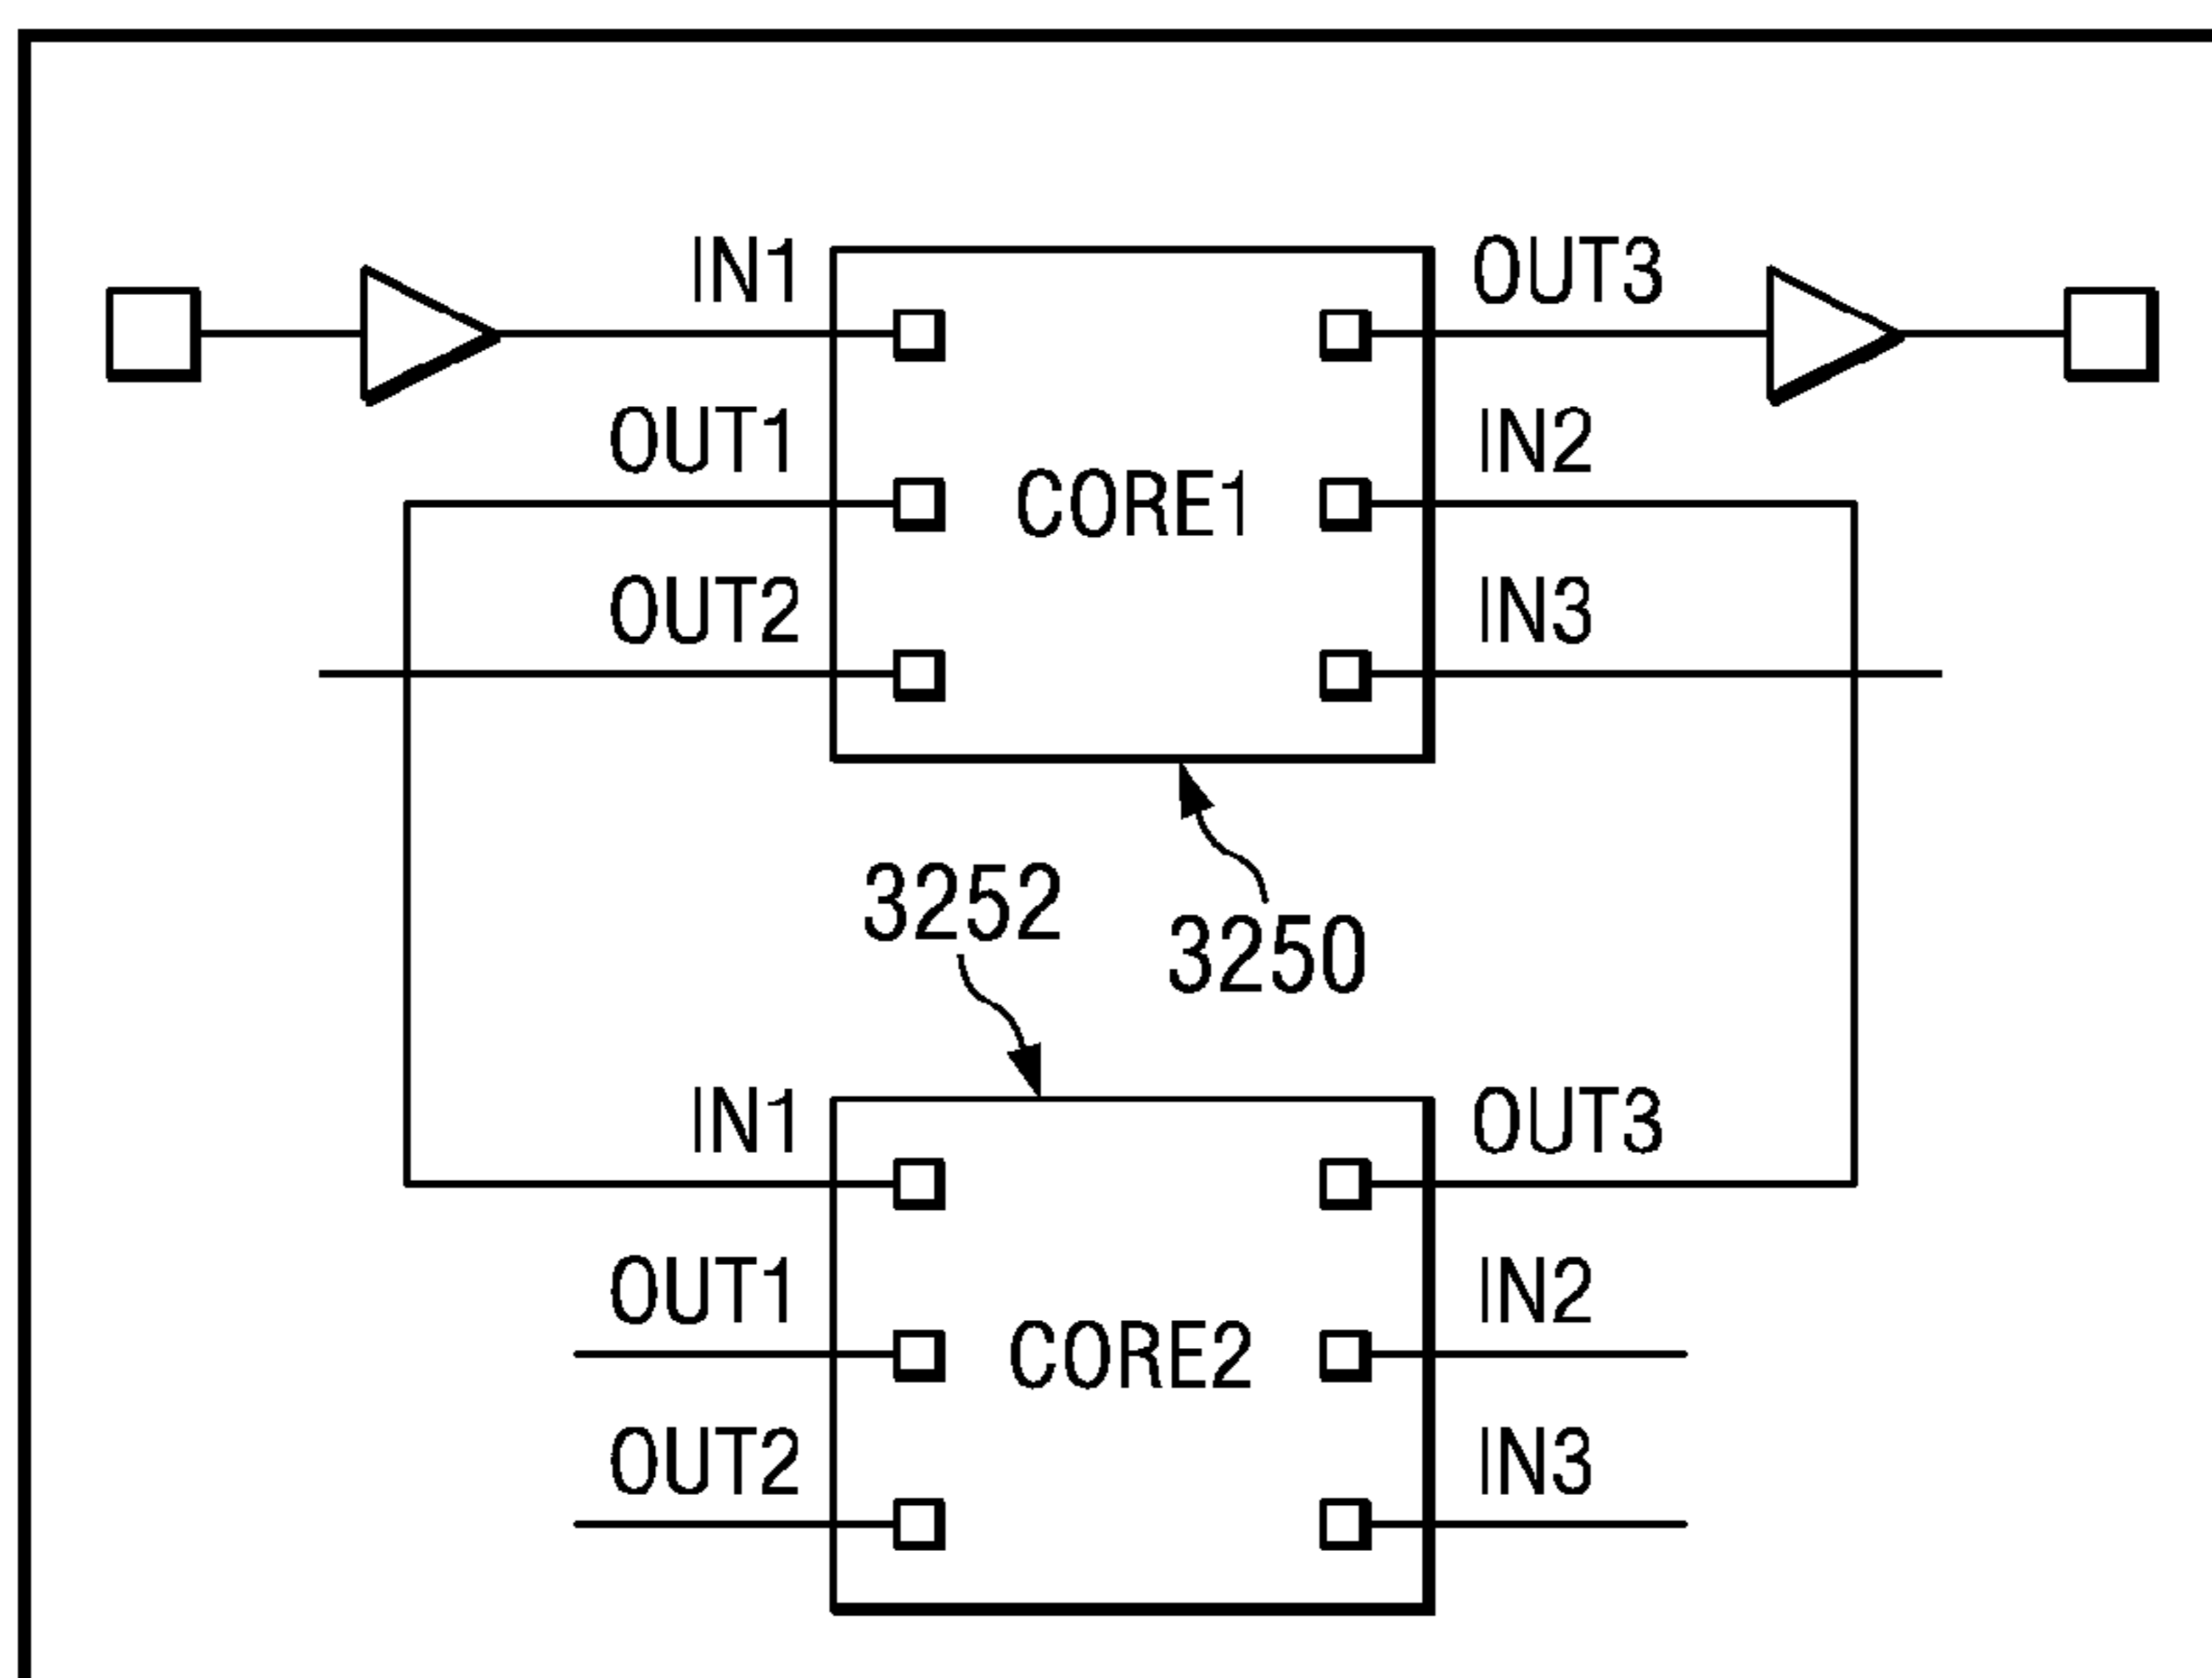 IN1 OUT3
OUT1 IN2
CORE1
OUT2 IN3
3252
3250
IN1 OUT3
OUT1 IN2
CORE2
OUT2 IN3